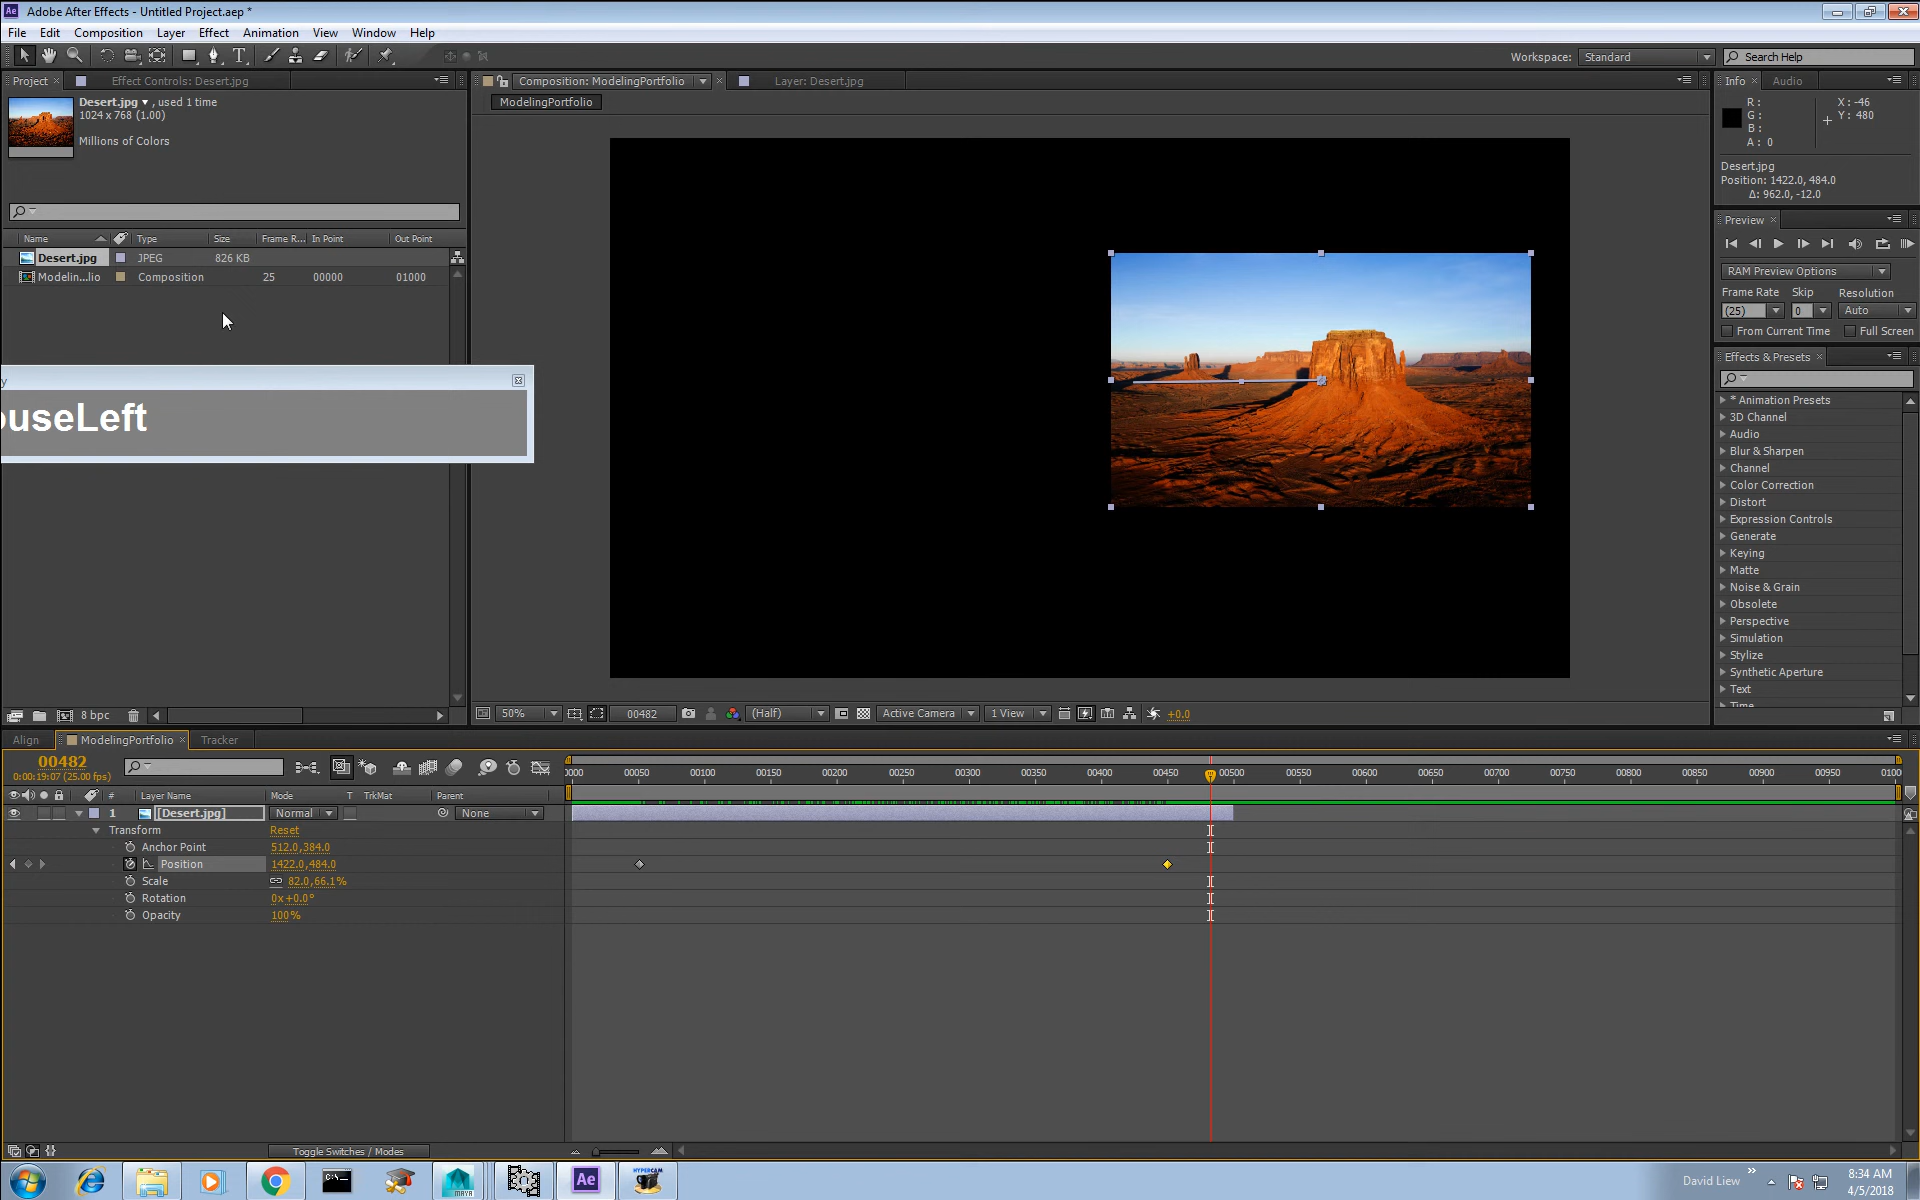 Adobe After Effects - Untitled Project.aep *
File Edit Composition Layer Effect Animation View Window Help
Workspace: Standard
Search Help
Project
Effect Controls: Desert.jpg
Desert.jpg , used 1 time
1024 x 768 (1.00)
Millions of Colors
Name Type Size Frame R... In Point Out Point
Desert.jpg JPEG 826 KB
Modelin...lio Composition 25 00000 01000
y
ouseLeft
8 bpc
Composition: ModelingPortfolio
Layer: Desert.jpg
ModelingPortfolio
50% 00482 (Half) Active Camera 1 View +0.0
Info Audio
R: X: -46
G: Y: 480
B:
A: 0
Desert.jpg
Position: 1422.0, 484.0
Δ: 962.0, -12.0
Preview
RAM Preview Options
Frame Rate Skip Resolution
(25) 0 Auto
From Current Time Full Screen
Effects & Presets
* Animation Presets
3D Channel
Audio
Blur & Sharpen
Channel
Color Correction
Distort
Expression Controls
Generate
Keying
Matte
Noise & Grain
Obsolete
Perspective
Simulation
Stylize
Synthetic Aperture
Text
Time
Align ModelingPortfolio Tracker
00482
0:00:19:07 (25.00 fps)
0000 00050 00100 00150 00200 00250 00300 00350 00400 00450 00500 00550 00600 00650 00700 00750 00800 00850 00900 00950 0100
# Layer Name Mode T TrkMat Parent
1 [Desert.jpg] Normal None
Transform Reset
Anchor Point 512.0,384.0
Position 1422.0,484.0
Scale 82.0,66.1%
Rotation 0x+0.0°
Opacity 100%
Toggle Switches / Modes
C:\_
MAYA
Ae
HYPERCAM
David Liew
8:34 AM
4/5/2018